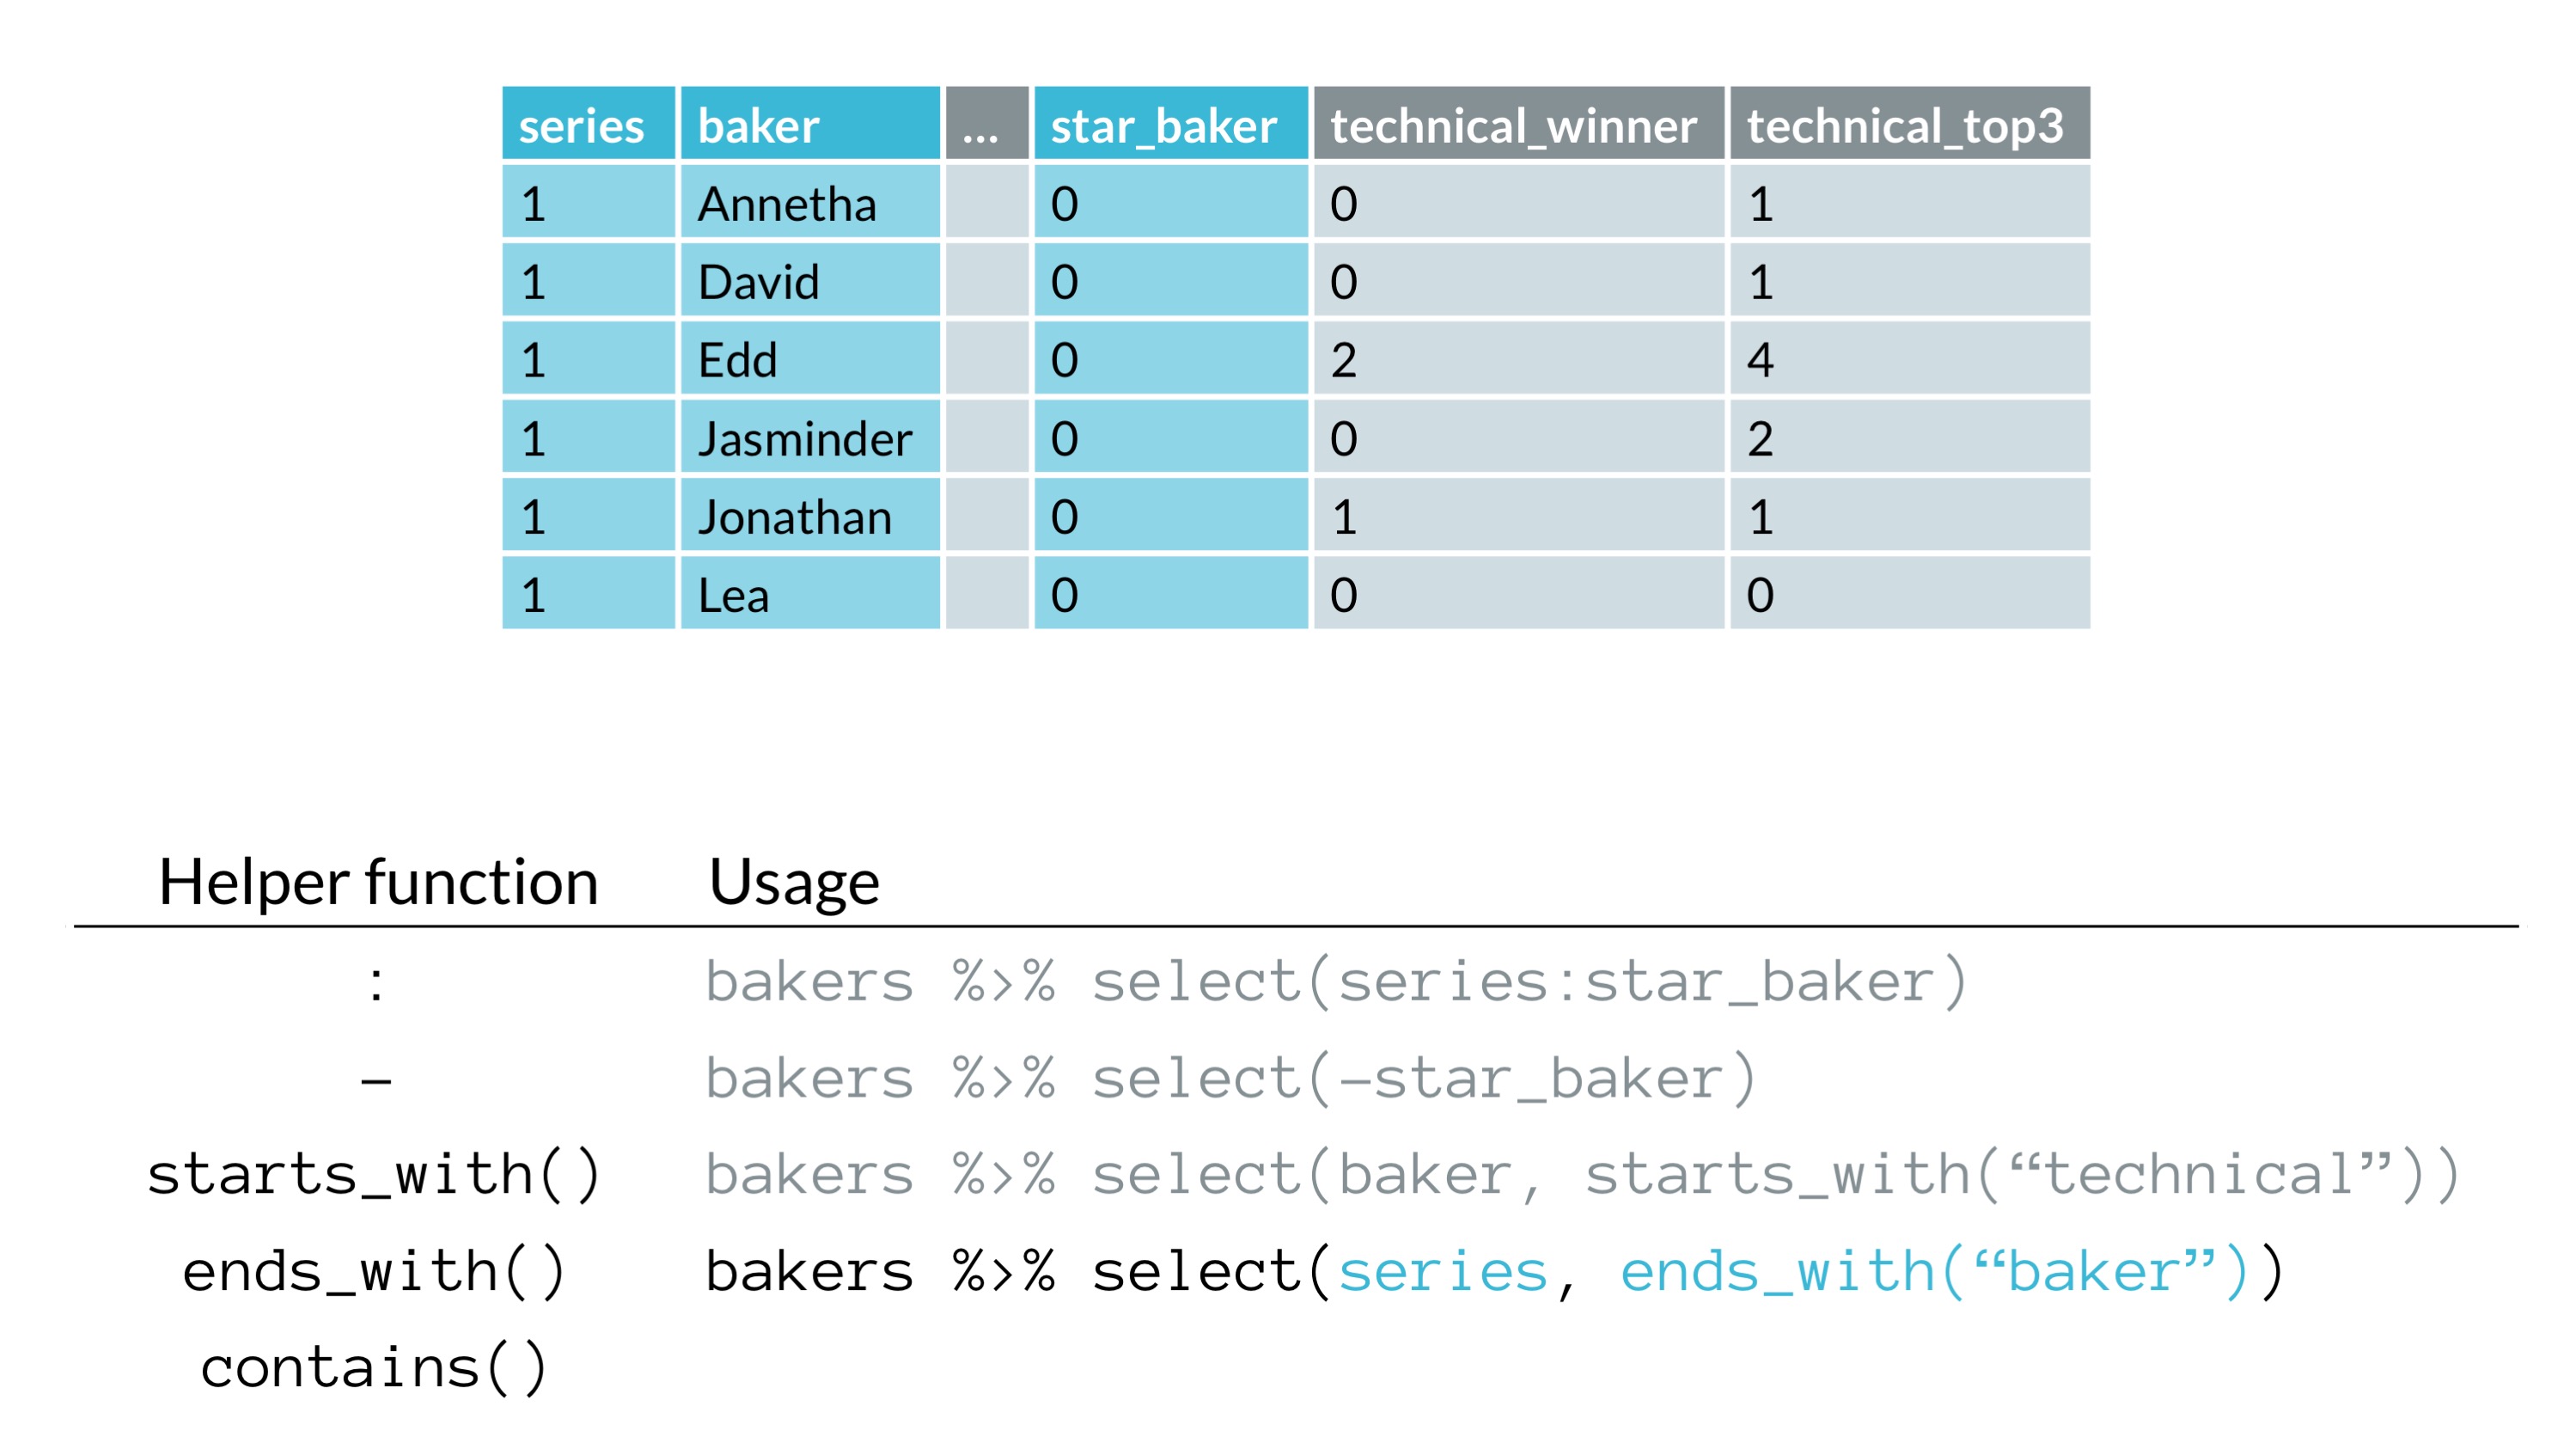 series baker ... star_baker technical_winner technical_top3
1 Annetha 0 0 1
1 David 0 0 1
1 Edd 0 2 4
1 Jasminder 0 0 2
1 Jonathan 0 1 1
1 Lea 0 0 0
Helper function Usage
: bakers %>% select(series:star_baker)
– bakers %>% select(–star_baker)
starts_with() bakers %>% select(baker, starts_with(“technical”))
ends_with() bakers %>% select(series, ends_with(“baker”))
contains()